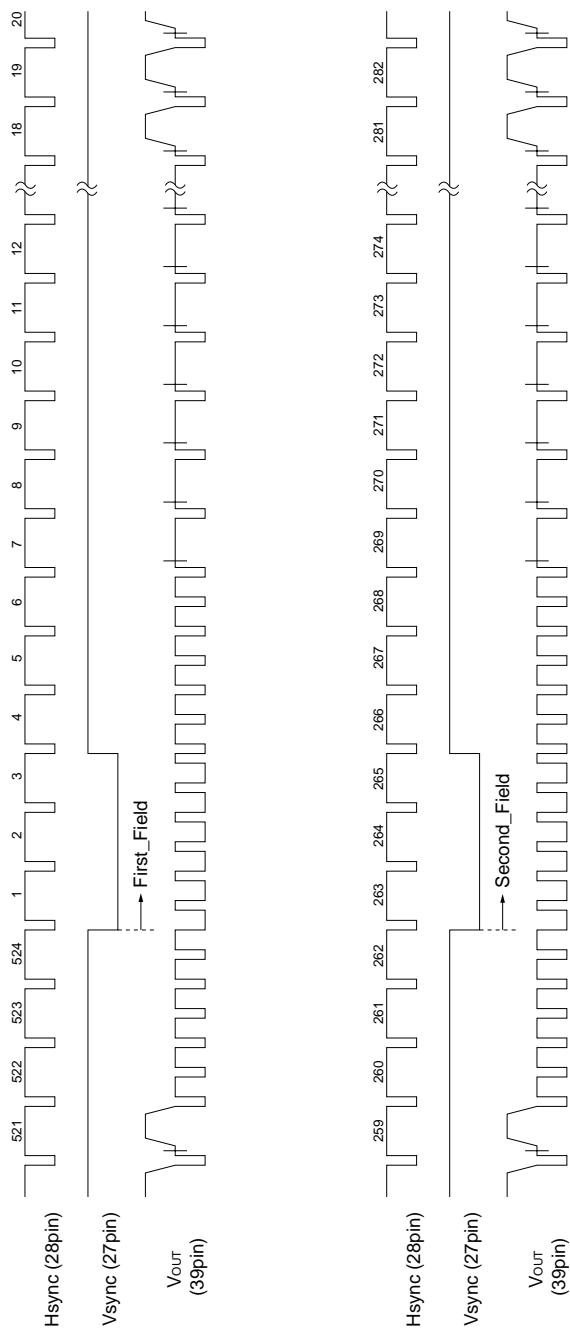 521 522 523 524 1 2 3 4 5 6 7 8 9 10 11 12 18 19 20
Hsync (28pin)
Vsync (27pin)
First_Field
VOUT
(39pin)
259 260 261 262 263 264 265 266 267 268 269 270 271 272 273 274 281 282
Hsync (28pin)
Vsync (27pin)
Second_Field
VOUT
(39pin)